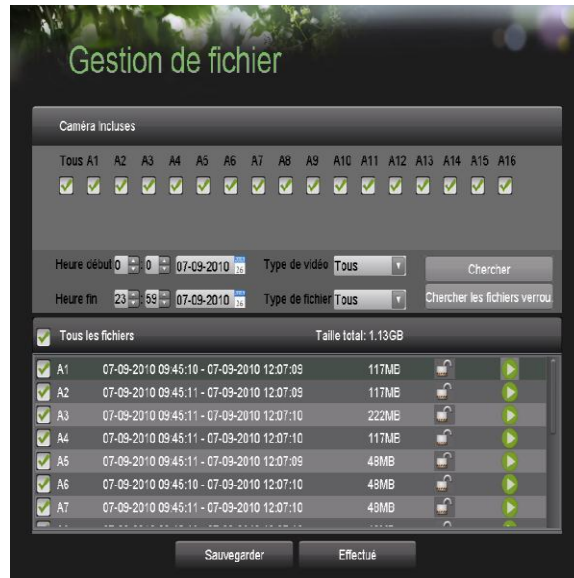 Gestion de fichier
Caméra Incluses
Tous A1 A2 A3 A4 A5 A6 A7 A8 A9 A10 A11 A12 A13 A14 A15 A16
Heure début 0 : 0 07-09-2010 Type de vidéo Tous Chercher
Heure fin 23 : 59 07-09-2010 Type de fichier Tous Chercher les fichiers verrou
Tous les fichiers Taille total: 1.13GB
A1 07-09-2010 09:45:10 - 07-09-2010 12:07:09 117MB
A2 07-09-2010 09:45:11 - 07-09-2010 12:07:09 117MB
A3 07-09-2010 09:45:11 - 07-09-2010 12:07:10 222MB
A4 07-09-2010 09:45:11 - 07-09-2010 12:07:10 117MB
A5 07-09-2010 09:45:11 - 07-09-2010 12:07:09 48MB
A6 07-09-2010 09:45:10 - 07-09-2010 12:07:10 48MB
A7 07-09-2010 09:45:11 - 07-09-2010 12:07:10 48MB
Sauvegarder Effectué